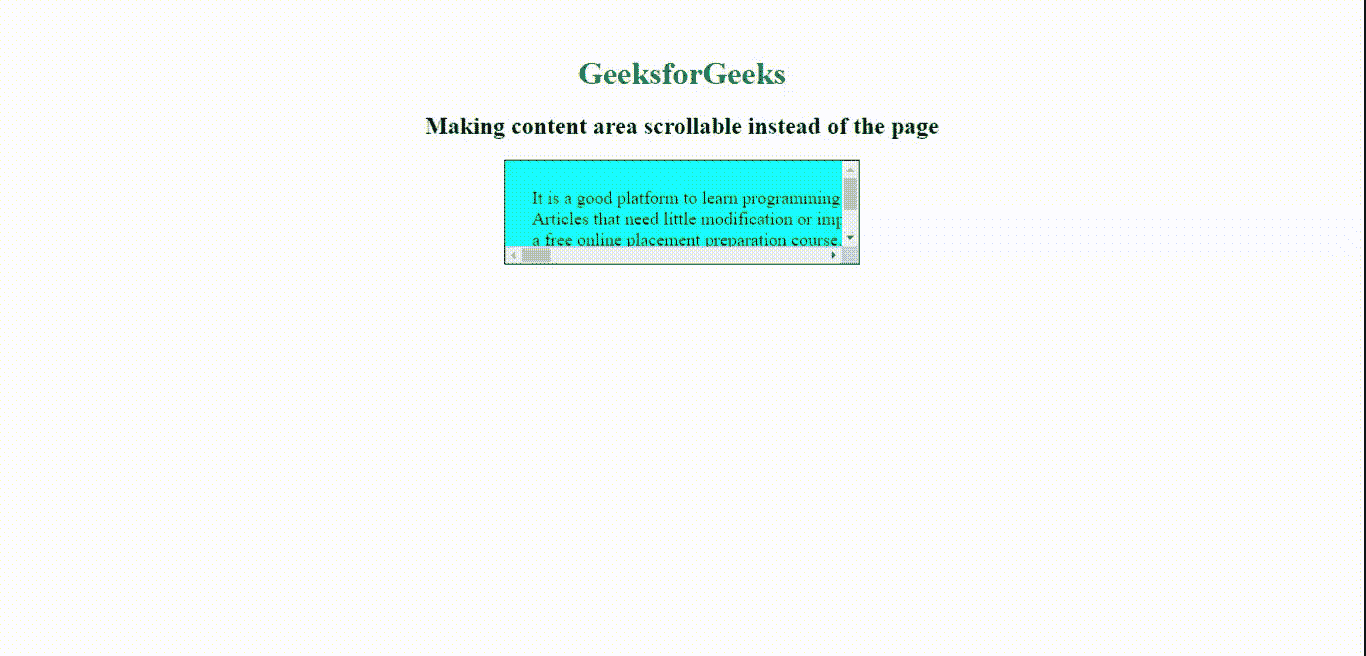 GeeksforGeeks
Making content area scrollable instead of the page
It is a good platform to learn programming
Articles that need little modification or
a free online placement preparation course.